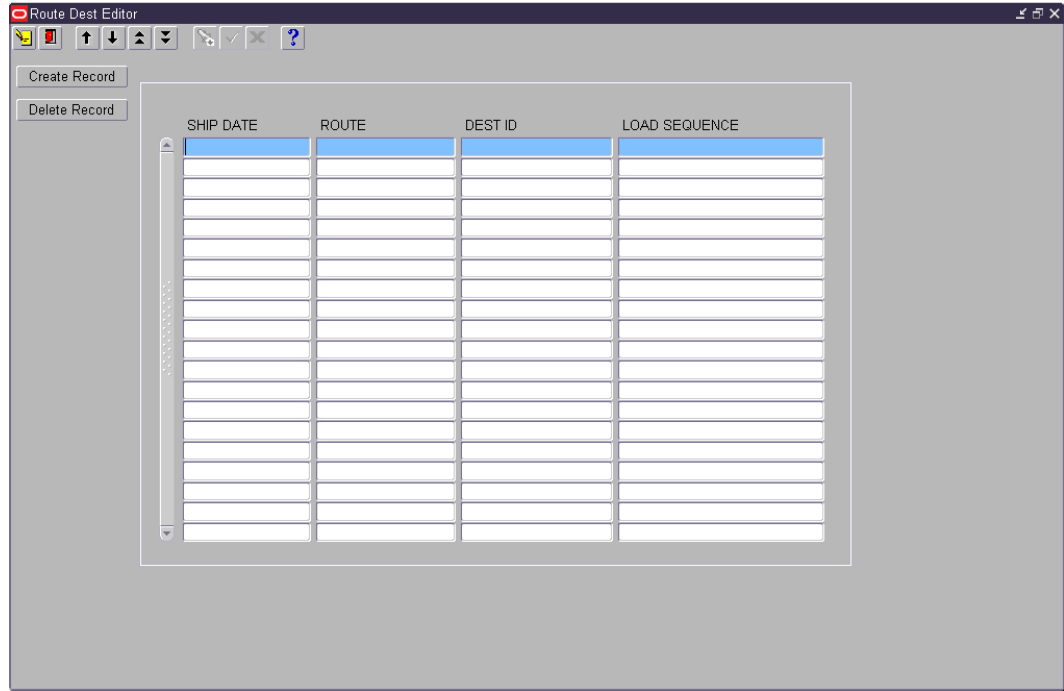 Route Dest Editor
?
Create Record
Delete Record
SHIP DATE ROUTE DEST ID LOAD SEQUENCE